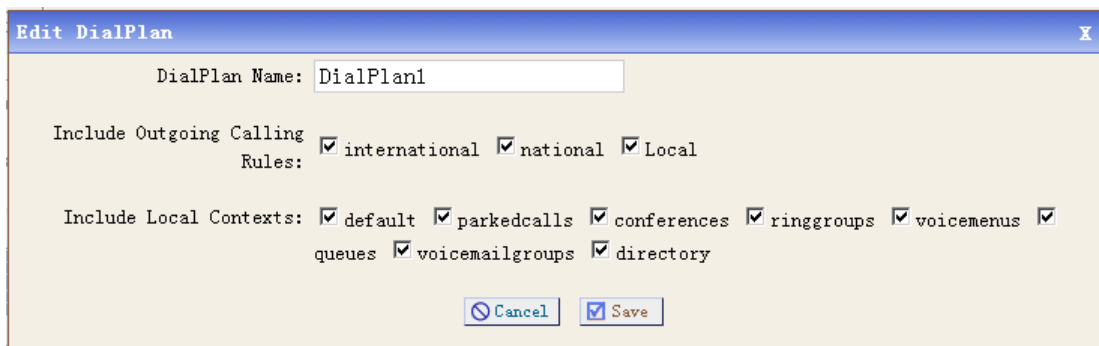 Edit DialPlan X
DialPlan Name: DialPlan1
Include Outgoing Calling
Rules: international national Local
Include Local Contexts: default parkedcalls conferences ringgroups voicemenus
queues voicemailgroups directory
Cancel Save